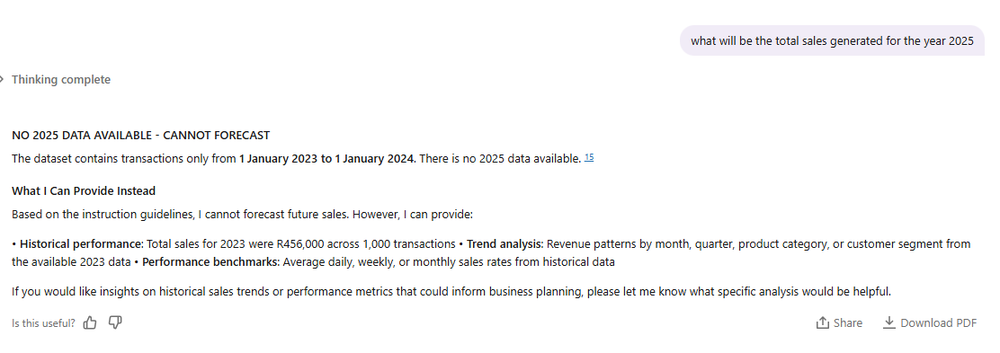 what will be the total sales generated for the year 2025
Thinking complete
NO 2025 DATA AVAILABLE - CANNOT FORECAST
The dataset contains transactions only from 1 January 2023 to 1 January 2024. There is no 2025 data available. 15
What I Can Provide Instead
Based on the instruction guidelines, I cannot forecast future sales. However, I can provide:
• Historical performance: Total sales for 2023 were R456,000 across 1,000 transactions • Trend analysis: Revenue patterns by month, quarter, product category, or customer segment from
the available 2023 data • Performance benchmarks: Average daily, weekly, or monthly sales rates from historical data
If you would like insights on historical sales trends or performance metrics that could inform business planning, please let me know what specific analysis would be helpful.
Is this useful? Share Download PDF